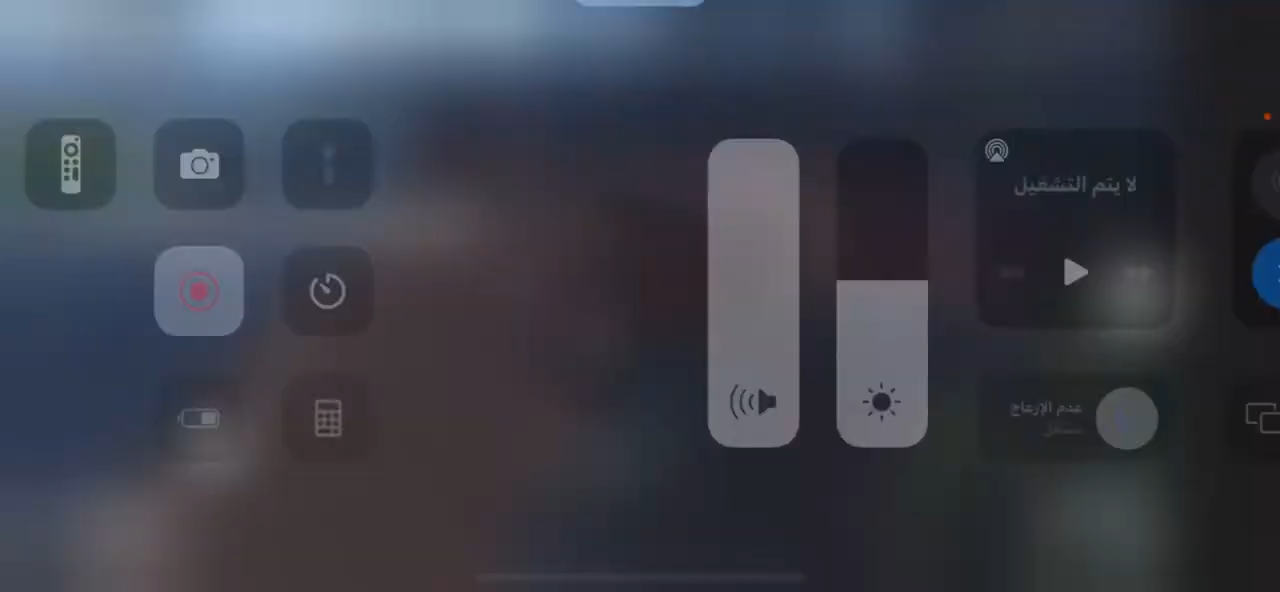 لا يتم التشغيل
عدم الإزعاج